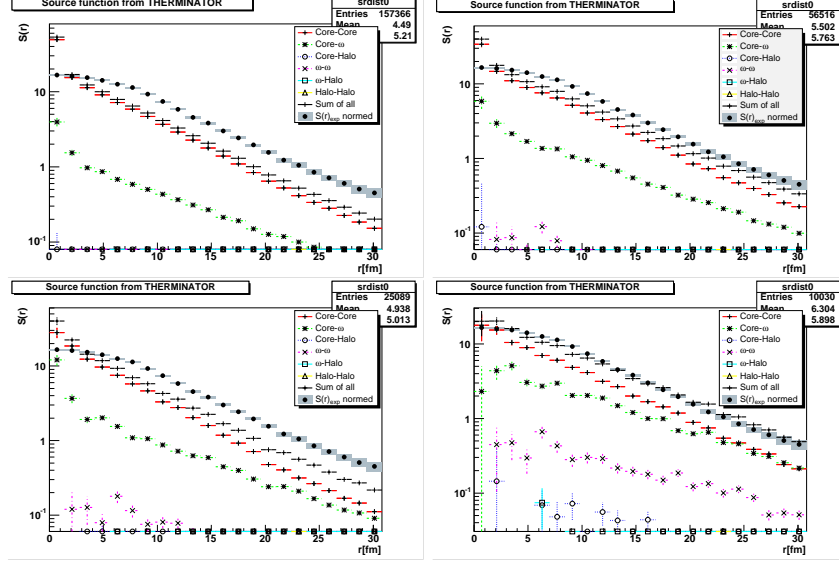 Source function from THERMINATOR
srdist0
Entries 157366
Mean 4.49
5.21
S(r)
Core-Core
Core-ω
Core-Halo
ω-ω
ω-Halo
Halo-Halo
Sum of all
S(r)exp normed
10
1
10-1
0 5 10 15 20 25 30
r[fm]
Source function from THERMINATOR
srdist0
Entries 56516
Mean 5.502
5.763
S(r)
Core-Core
Core-ω
Core-Halo
ω-ω
ω-Halo
Halo-Halo
Sum of all
S(r)exp normed
10
1
10-1
0 5 10 15 20 25 30
r[fm]
Source function from THERMINATOR
srdist0
Entries 25089
Mean 4.938
5.013
S(r)
Core-Core
Core-ω
Core-Halo
ω-ω
ω-Halo
Halo-Halo
Sum of all
S(r)exp normed
10
1
10-1
0 5 10 15 20 25 30
r[fm]
Source function from THERMINATOR
srdist0
Entries 10030
Mean 6.304
5.898
S(r)
Core-Core
Core-ω
Core-Halo
ω-ω
ω-Halo
Halo-Halo
Sum of all
S(r)exp normed
10
1
10-1
0 5 10 15 20 25 30
r[fm]